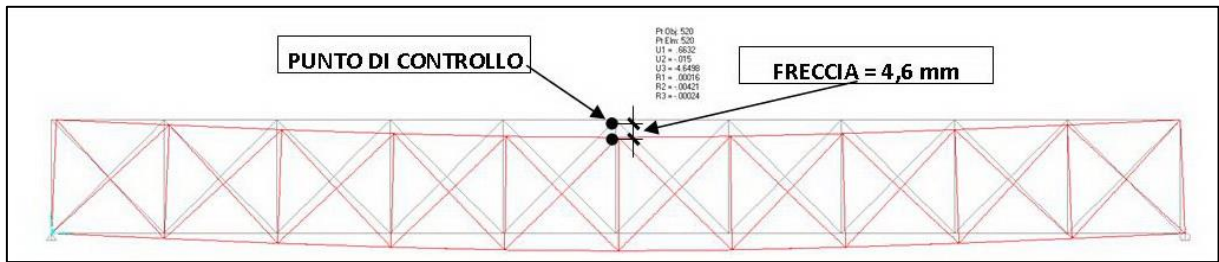 Pt Obj: 520
Pt Elm: 520
U1 = .6632
U2 = -.015
U3 = -4.6498
R1 = .00016
R2 = -.00421
R3 = -.00024
PUNTO DI CONTROLLO
FRECCIA = 4,6 mm